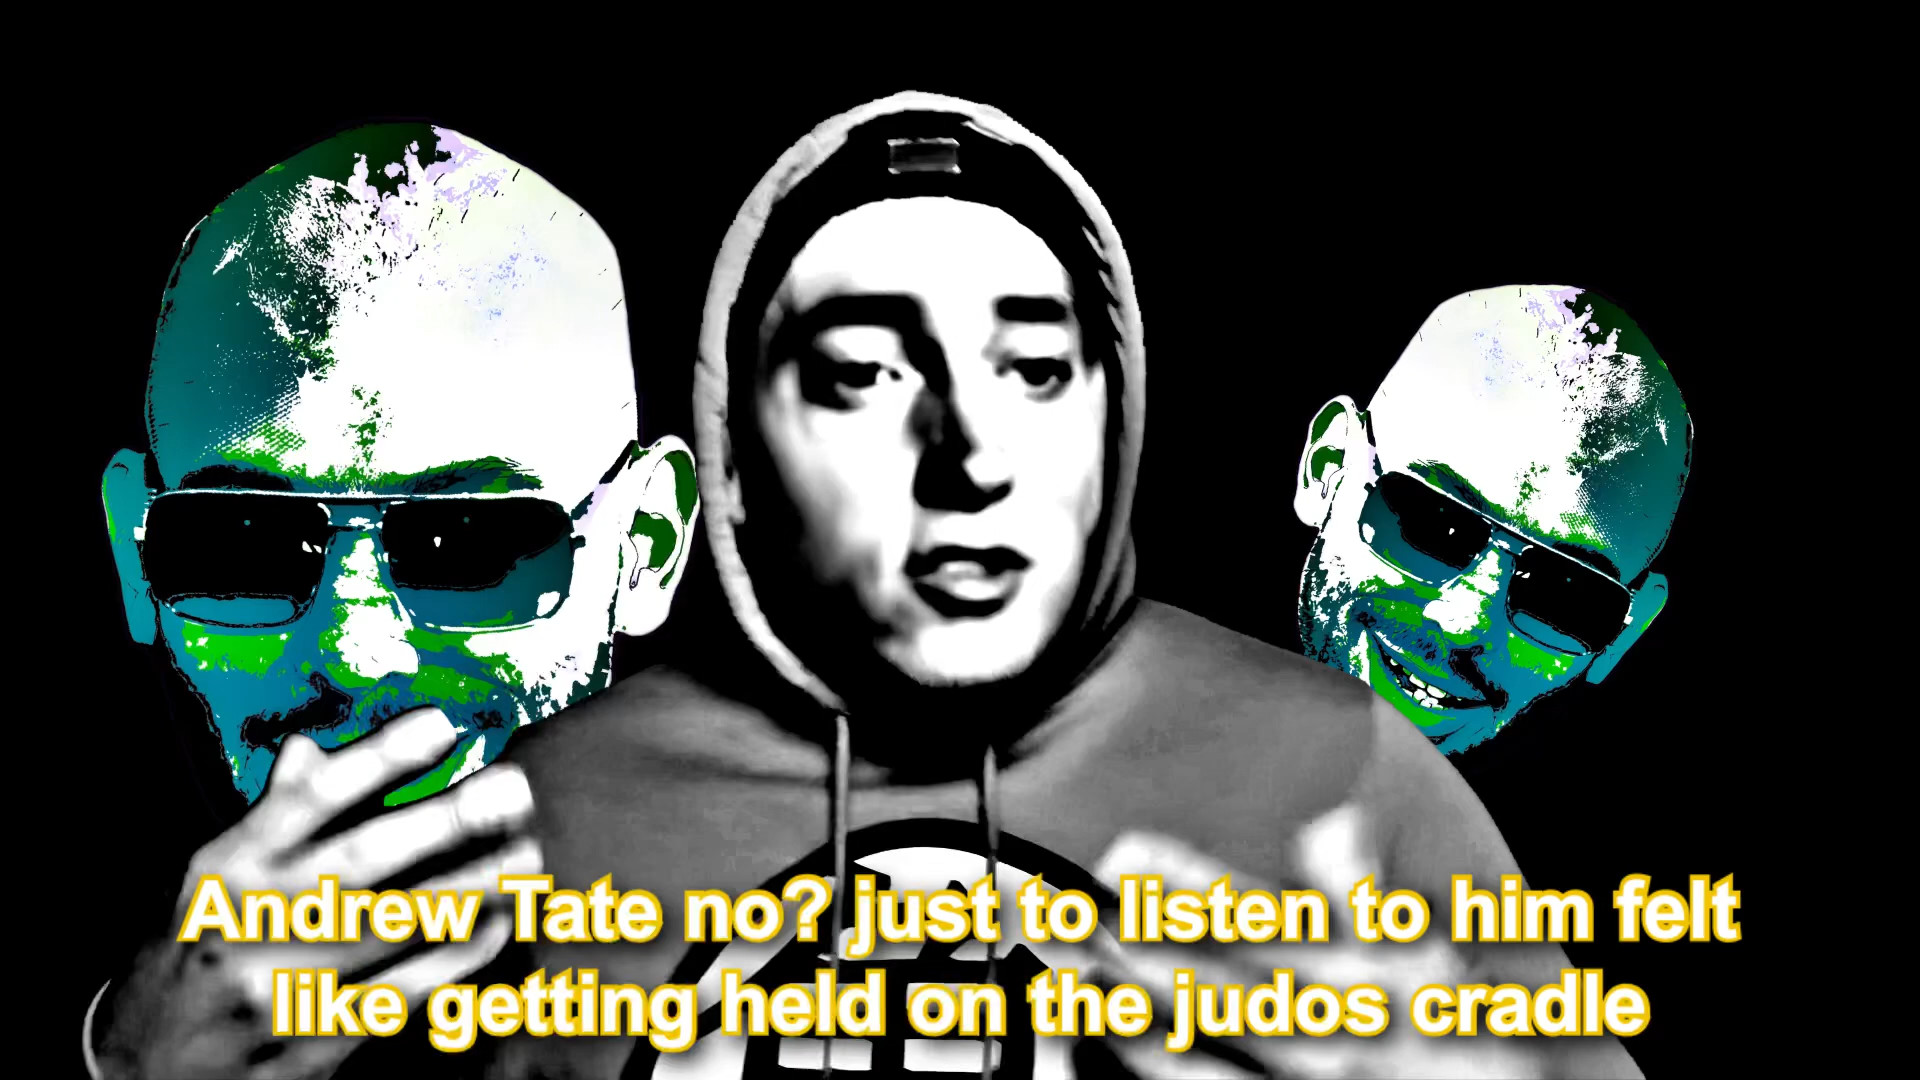 Andrew Tate no? just to listen to him felt
like getting held on the judos cradle